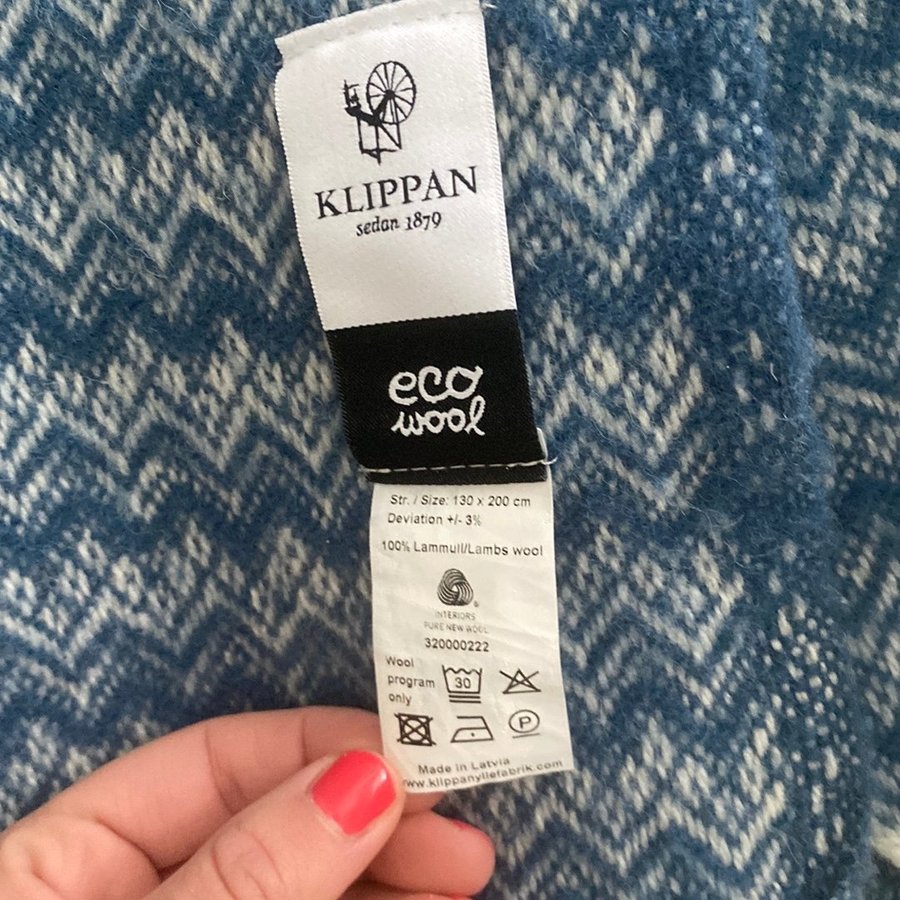 KLIPPAN
sedan 1879
eco
wool
Str. / Size: 130 x 200 cm
Deviation +/- 3%
100% Lammull/Lambs wool
INTERIORS
PURE NEW WOOL
320000222
Wool
program
only
30
P
Made in Latvia
www.klippanyllefabrik.com